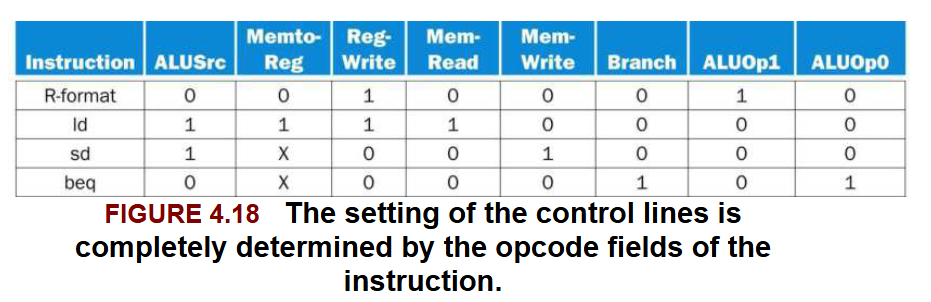 Instruction ALUSrc Memto-Reg Reg-Write Mem-Read Mem-Write Branch ALUOp1 ALUOp0
R-format 0 0 1 0 0 0 1 0
ld 1 1 1 1 0 0 0 0
sd 1 X 0 0 1 0 0 0
beq 0 X 0 0 0 1 0 1
FIGURE 4.18 The setting of the control lines is
completely determined by the opcode fields of the
instruction.